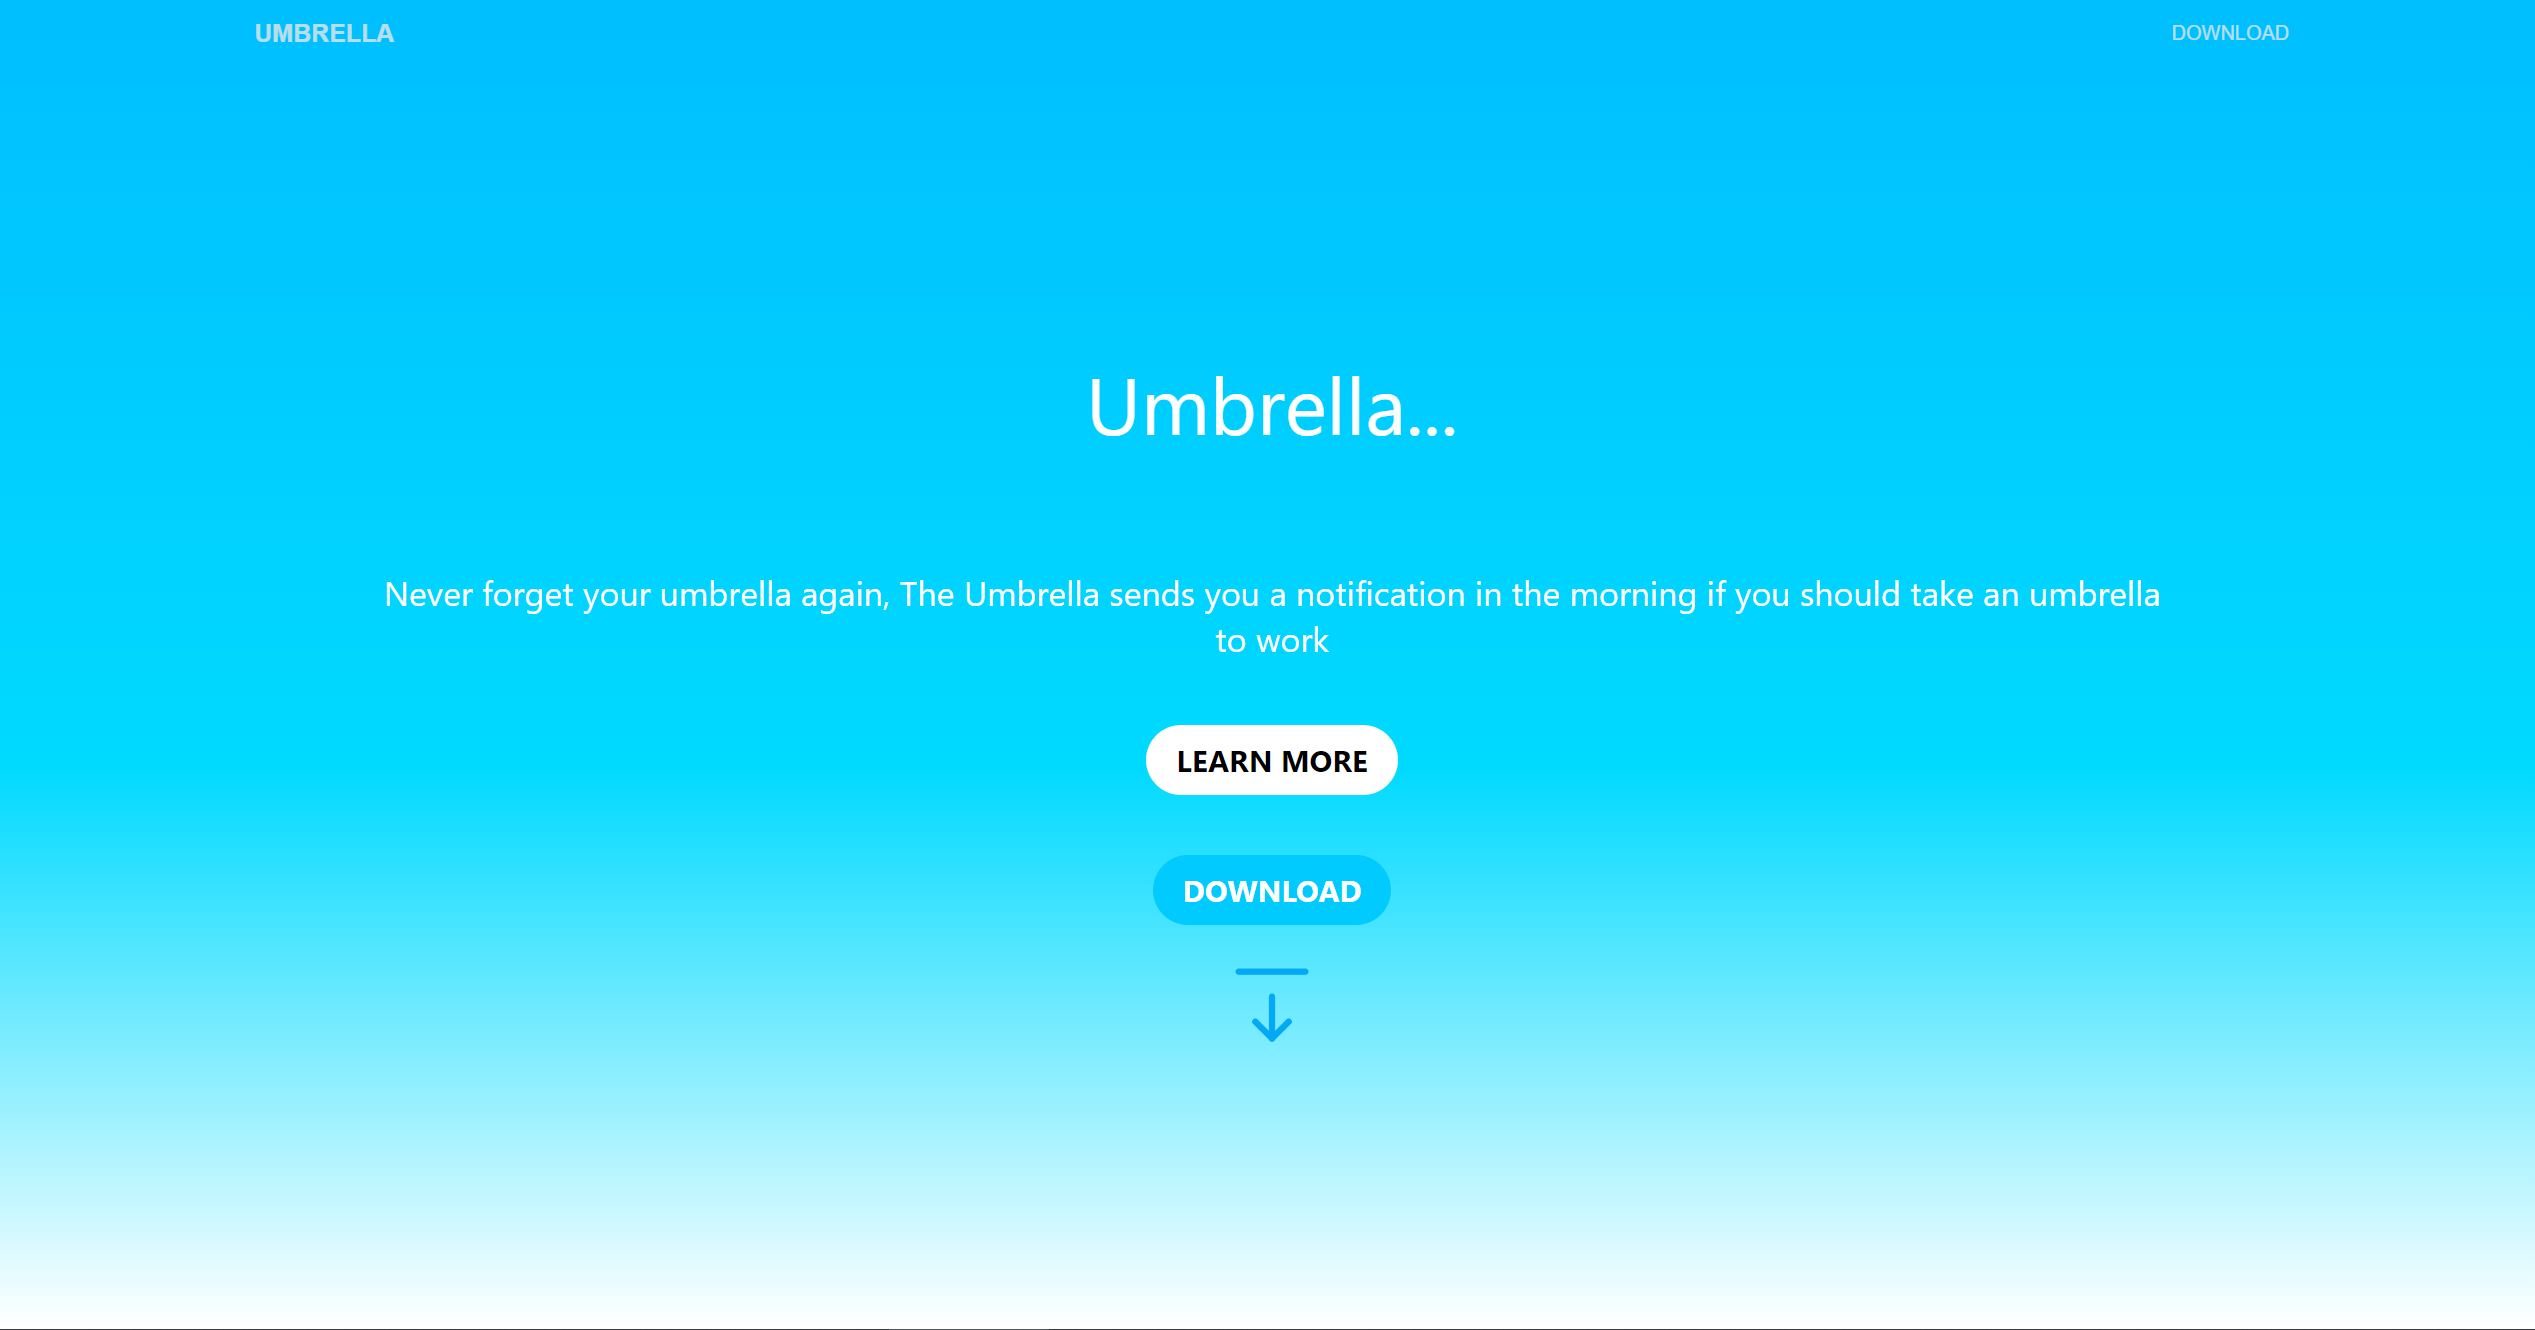 UMBRELLA
DOWNLOAD
Umbrella...
Never forget your umbrella again, The Umbrella sends you a notification in the morning if you should take an umbrella
to work
LEARN MORE
DOWNLOAD